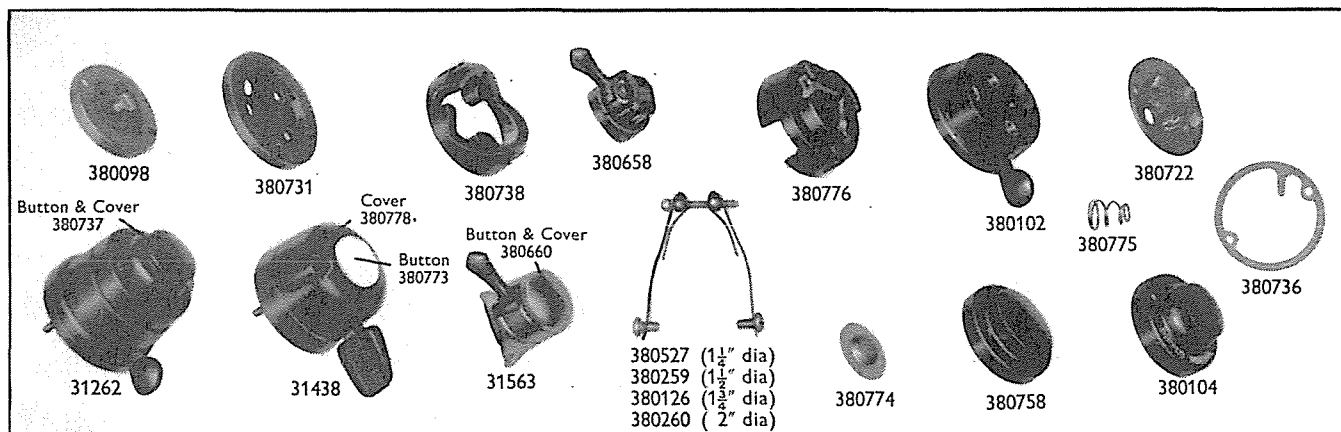 380098
380731
380738
380658
380776
380102
380722
380775
380736
Button & Cover
380737
31262
Cover
380778
Button
380773
31438
Button & Cover
380660
31563
380527 (1¼" dia)
380259 (1½" dia)
380126 (1¾" dia)
380260 ( 2" dia)
380774
380758
380104